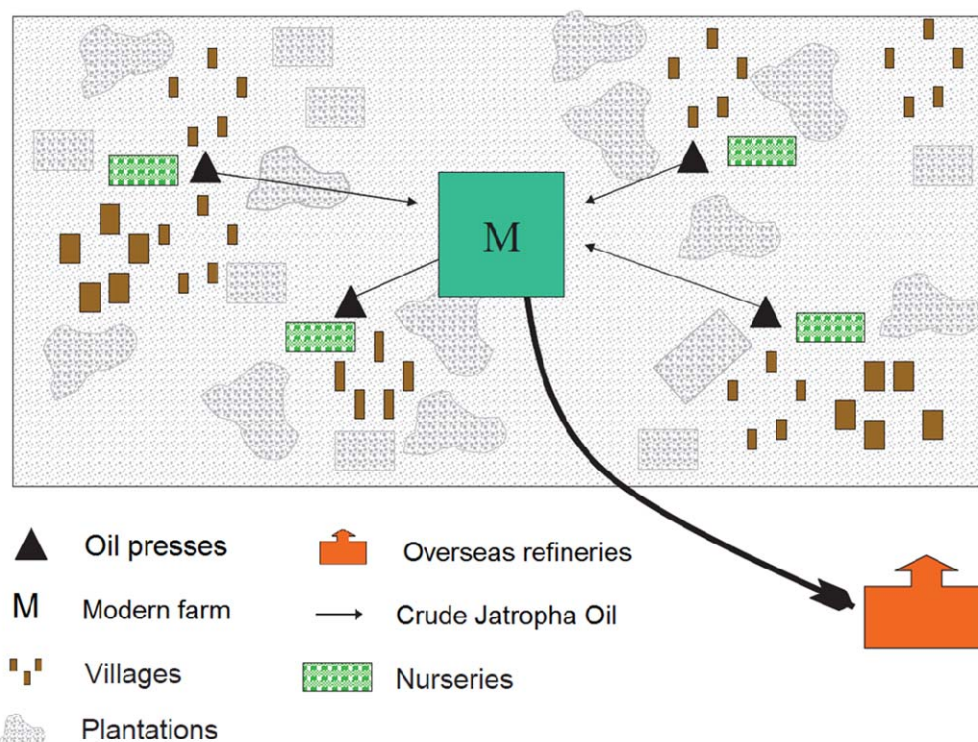 M
Oil presses
Overseas refineries
M Modern farm
Crude Jatropha Oil
Villages
Nurseries
Plantations